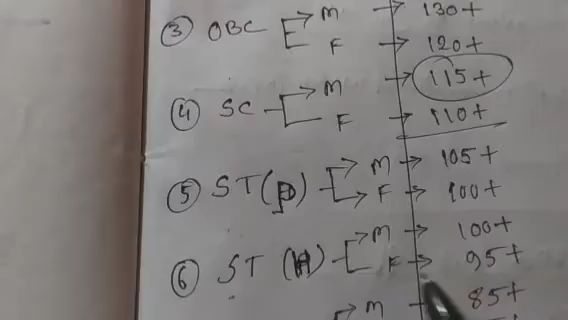 ③ OBC M → 130+
F → 120+
M → 115+
④ SC F → 110+
M → 105+
⑤ ST(P) F → 100+
M → 100+
⑥ ST (H) F → 95+
M → 85+